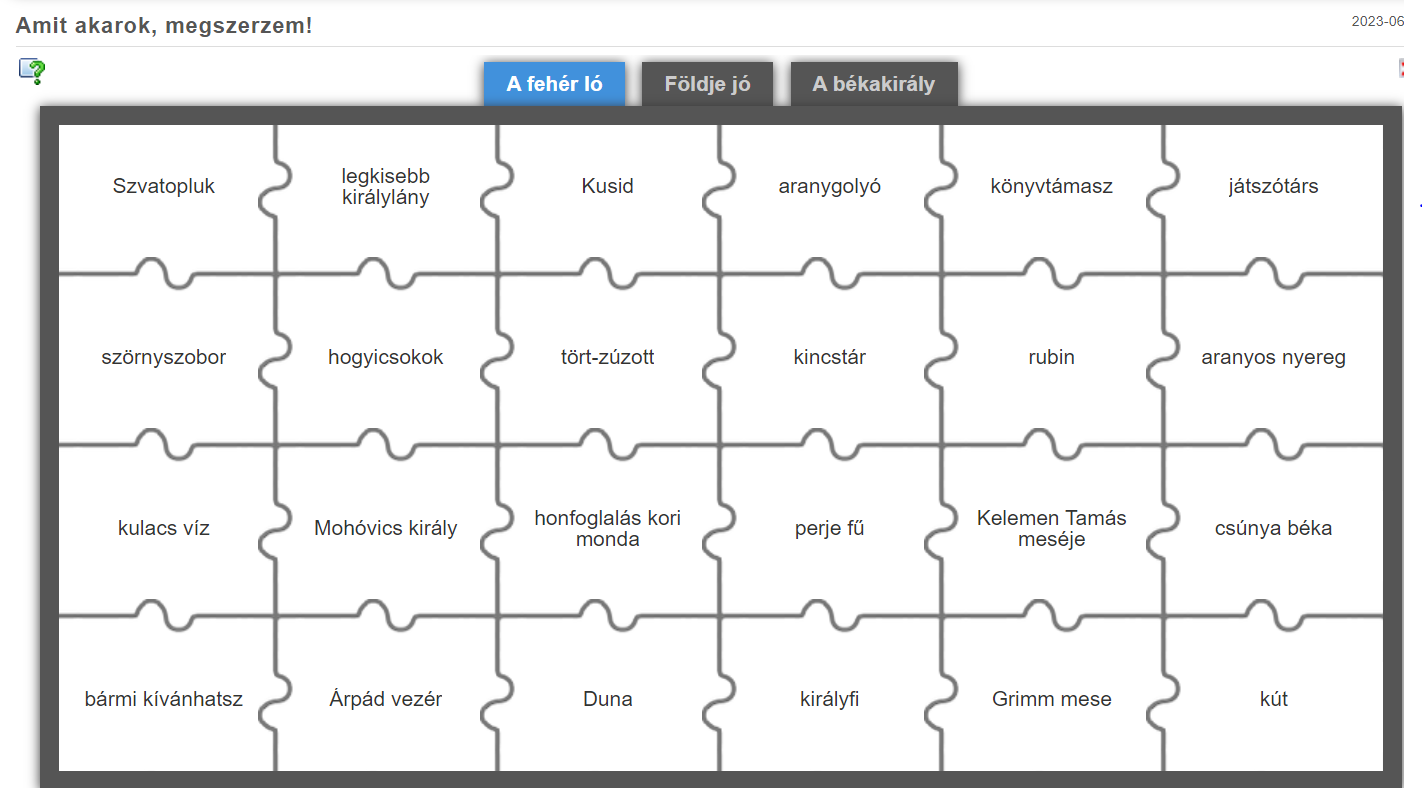 Amit akarok, megszerzem!
2023-06
A fehér ló
Földje jó
A békakirály
Szvatopluk
legkisebb
királylány
Kusid
aranygolyó
könyvtámasz
játszótárs
szörnyszobor
hogyicsokok
tört-zúzott
kincstár
rubin
aranyos nyereg
kulacs víz
Mohóvics király
honfoglalás kori
monda
perje fű
Kelemen Tamás
meséje
csúnya béka
bármi kívánhatsz
Árpád vezér
Duna
királyfi
Grimm mese
kút